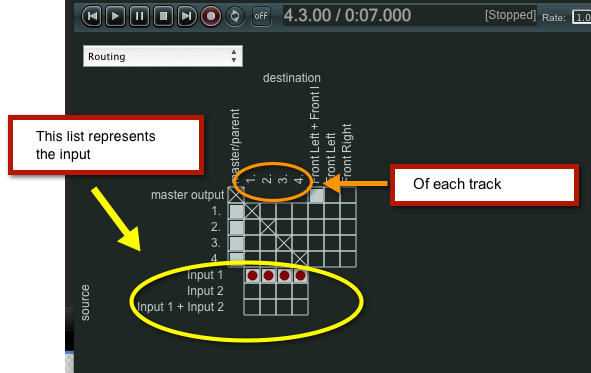 off
4.3.00 / 0:07.000
[Stopped]
Rate:
1.0
Routing
destination
master/parent
1.
2.
3.
4.
Front Left + Front
Front Left
Front Right
This list represents
the input
Of each track
master output
1.
2.
3.
4.
Input 1
Input 2
Input 1 + Input 2
source